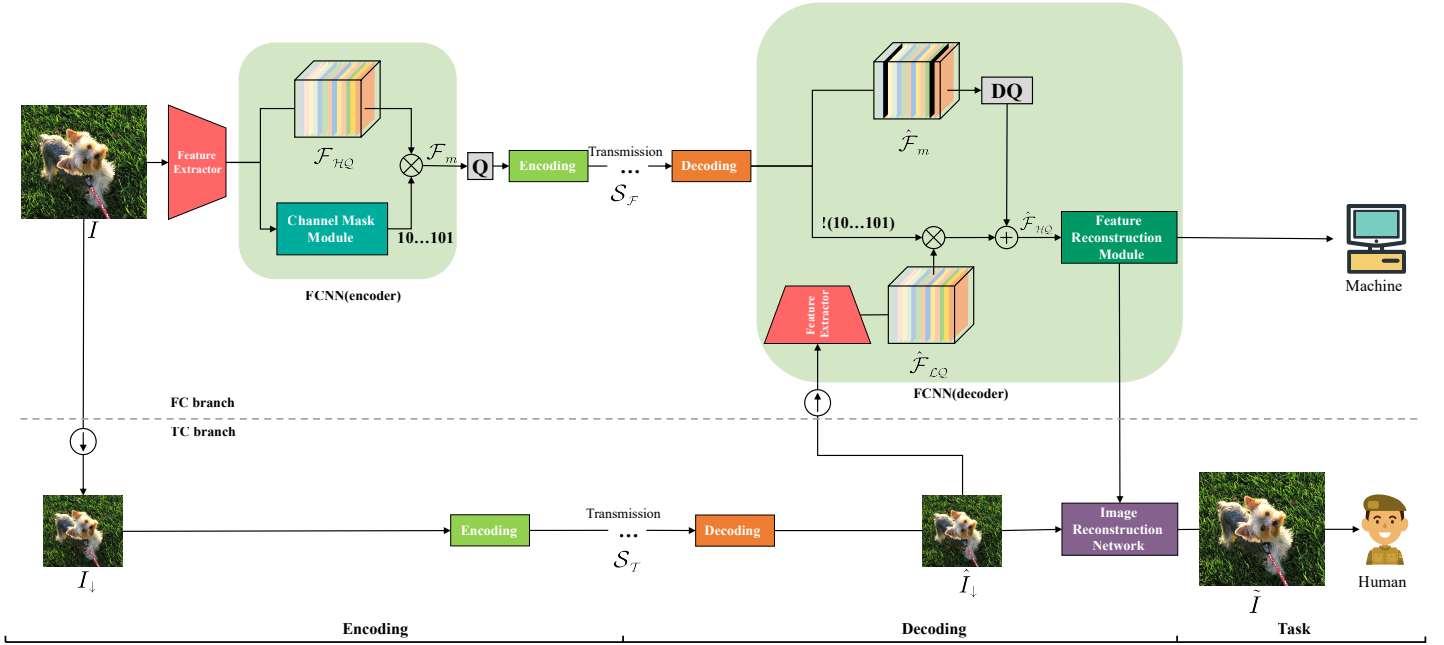 I
Feature
Extractor
F_HQ
Channel Mask
Module
10...101
F_m
Q
FCNN(encoder)
Encoding
Transmission
...
S_F
Decoding
F̂_m
DQ
!(10...101)
F̂_HQ
Feature
Reconstruction
Module
Machine
Feature
Extractor
F̂_LQ
FCNN(decoder)
FC branch
TC branch
I↓
Encoding
Transmission
...
S_T
Decoding
Î↓
Image
Reconstruction
Network
Ĩ
Human
Encoding
Decoding
Task